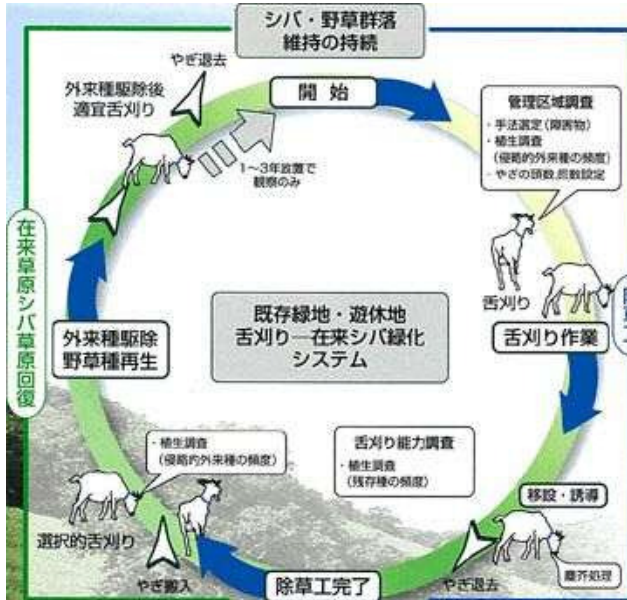 シバ・野草群落
維持の持続
やぎ退去
外来種駆除後
適宜舌刈り
開始
1〜3年放置で
観察のみ
管理区域調査
・手法選定(障害物)
・植生調査
(侵略的外来種の頻度)
・やぎの頭数、匹数設定
舌刈り
舌刈り作業
既存緑地・遊休地
舌刈り―在来シバ緑化
システム
在来草原シバ草原回復
外来種駆除
野草種再生
舌刈り能力調査
・植生調査
(残存種の頻度)
・植生調査
(侵略的外来種の頻度)
移設・誘導
選択的舌刈り
塵芥処理
やぎ搬入
除草工完了
やぎ退去